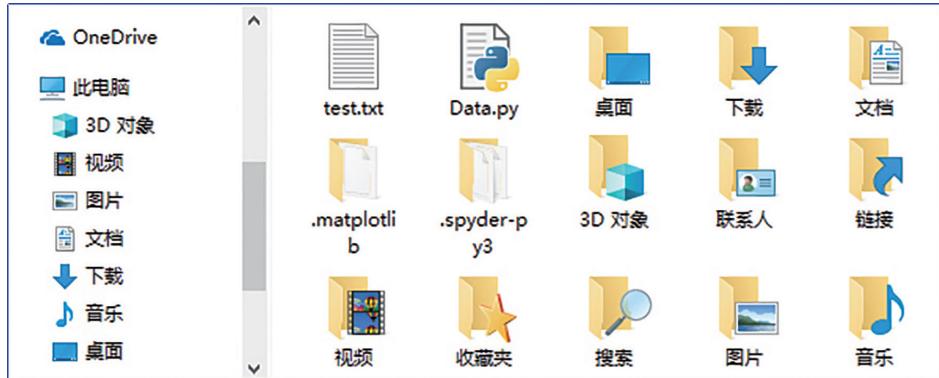 OneDrive
此电脑
3D 对象
视频
图片
文档
下载
音乐
桌面
test.txt
Data.py
桌面
下载
文档
.matplotli
b
.spyder-p
y3
3D 对象
联系人
链接
视频
收藏夹
搜索
图片
音乐